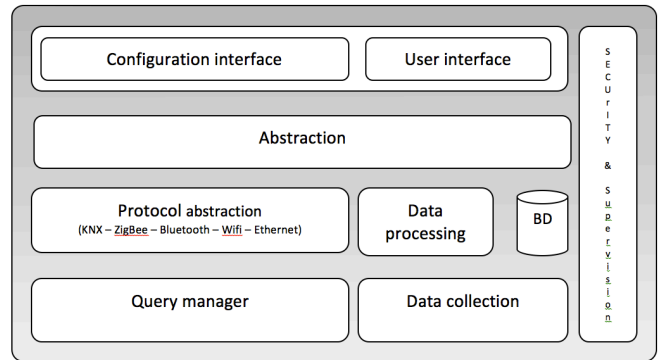 Configuration interface
User interface
Abstraction
Protocol abstraction
(KNX – ZigBee – Bluetooth – Wifi – Ethernet)
Data
processing
BD
Query manager
Data collection
S
E
C
U
r
I
T
Y
&
S
u
p
e
r
v
i
s
i
o
n